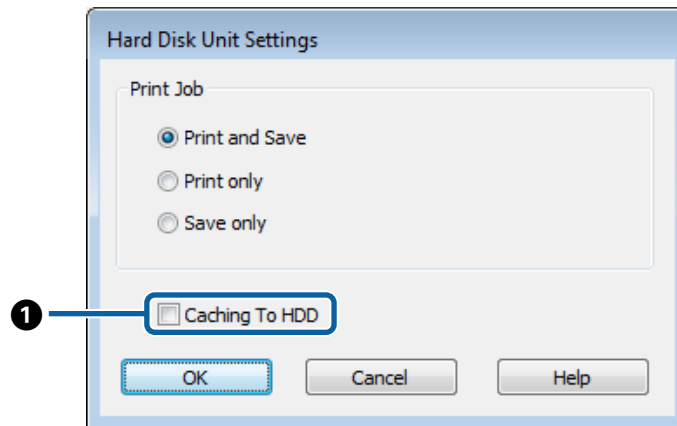 Hard Disk Unit Settings
Print Job
Print and Save
Print only
Save only
1
Caching To HDD
OK Cancel Help